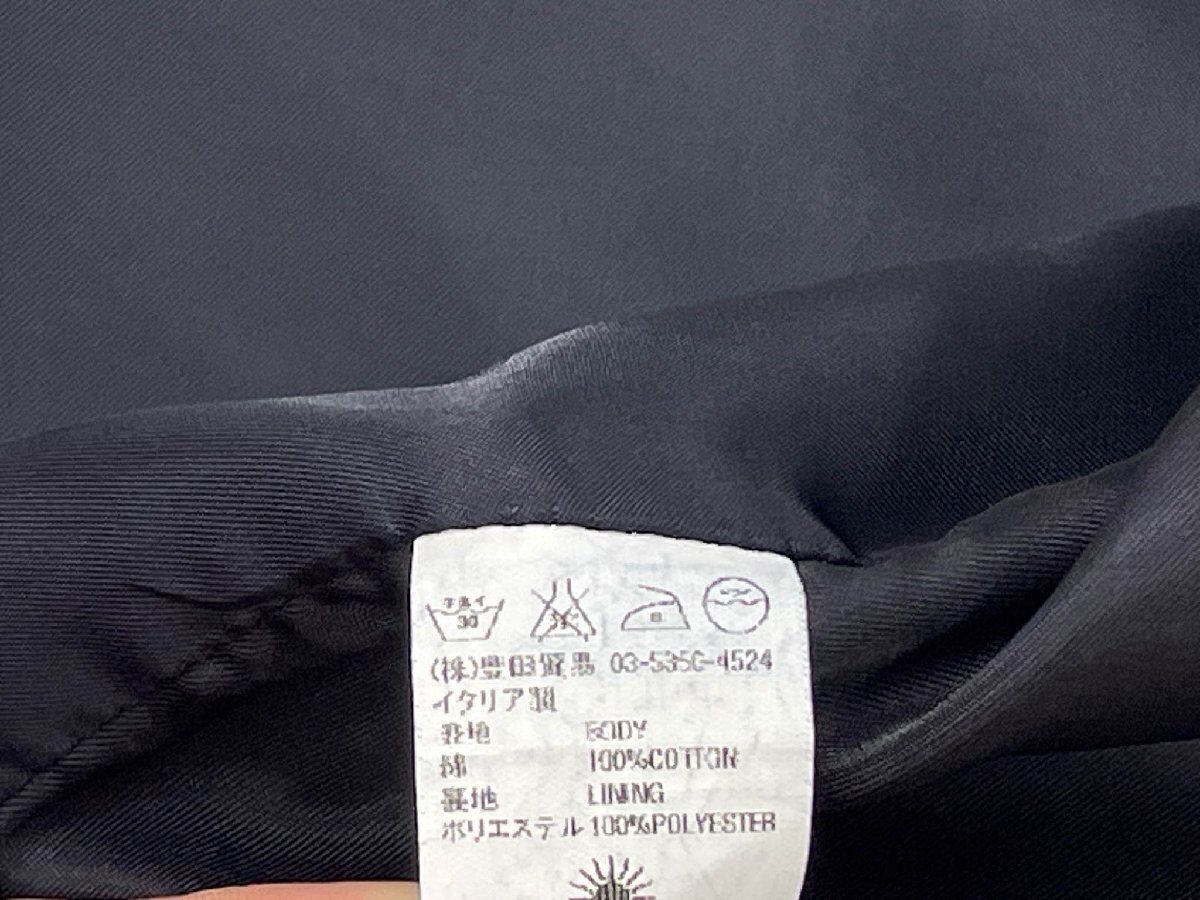 手洗イ
30
(株)豊田貿易 03-5350-4524
イタリア製
表地 BODY
綿 100%COTTON
裏地 LINING
ポリエステル 100%POLYESTER